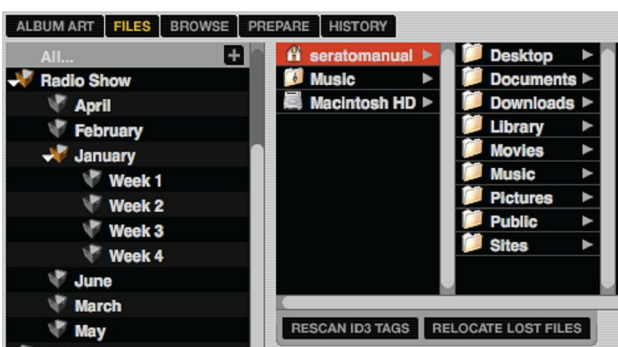 ALBUM ART FILES BROWSE PREPARE HISTORY
All...
Radio Show
April
February
January
Week 1
Week 2
Week 3
Week 4
June
March
May
seratomanual
Music
Macintosh HD
Desktop
Documents
Downloads
Library
Movies
Music
Pictures
Public
Sites
RESCAN ID3 TAGS RELOCATE LOST FILES